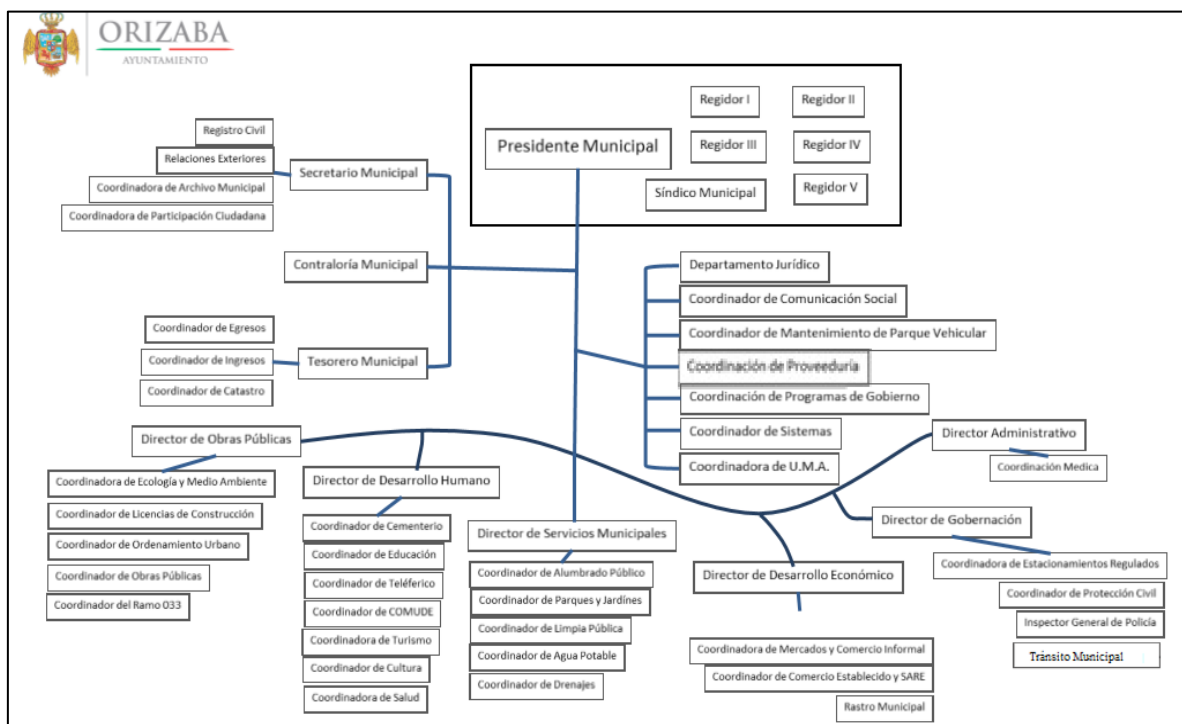 ORIZABA
AYUNTAMIENTO
Presidente Municipal
Regidor I
Regidor II
Regidor III
Regidor IV
Síndico Municipal
Regidor V
Registro Civil
Relaciones Exteriores
Coordinadora de Archivo Municipal
Coordinadora de Participación Ciudadana
Secretario Municipal
Contraloría Municipal
Coordinador de Egresos
Coordinador de Ingresos
Coordinador de Catastro
Tesorero Municipal
Departamento Jurídico
Coordinador de Comunicación Social
Coordinador de Mantenimiento de Parque Vehicular
Coordinación de Proveeduría
Coordinación de Programas de Gobierno
Coordinador de Sistemas
Coordinadora de U.M.A.
Director de Obras Públicas
Coordinadora de Ecología y Medio Ambiente
Coordinador de Licencias de Construcción
Coordinador de Ordenamiento Urbano
Coordinador de Obras Públicas
Coordinador del Ramo 033
Director de Desarrollo Humano
Coordinador de Cementerio
Coordinador de Educación
Coordinador de Teléferico
Coordinador de COMUDE
Coordinadora de Turismo
Coordinador de Cultura
Coordinadora de Salud
Director de Servicios Municipales
Coordinador de Alumbrado Público
Coordinador de Parques y Jardínes
Coordinador de Limpia Pública
Coordinador de Agua Potable
Coordinador de Drenajes
Director de Desarrollo Económico
Coordinadora de Mercados y Comercio Informal
Coordinador de Comercio Establecido y SARE
Rastro Municipal
Director Administrativo
Coordinación Medica
Director de Gobernación
Coordinadora de Estacionamientos Regulados
Coordinador de Protección Civil
Inspector General de Policía
Tránsito Municipal